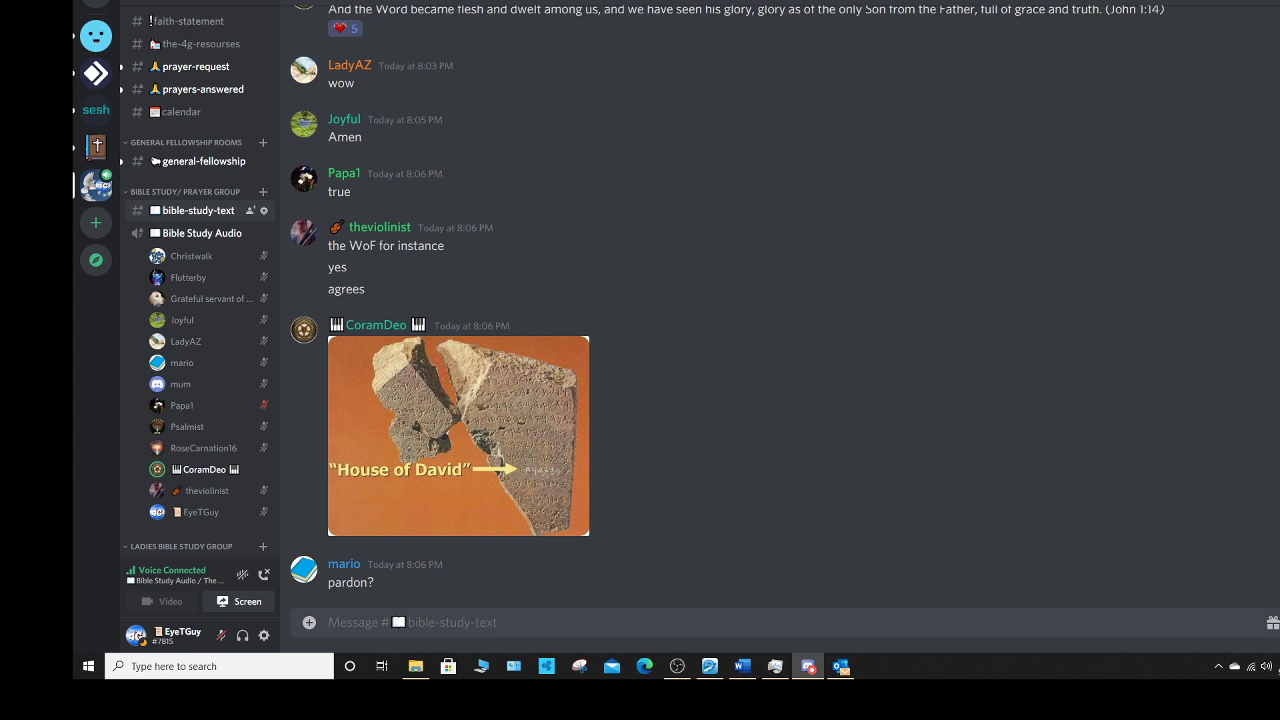 !faith-statement
the-4g-resourses
prayer-request
prayers-answered
calendar
GENERAL FELLOWSHIP ROOMS
general-fellowship
BIBLE STUDY/ PRAYER GROUP
bible-study-text
Bible Study Audio
Christwalk
Flutterby
Grateful servant of ...
Joyful
LadyAZ
mario
mum
Papa1
Psalmist
RoseCarnation16
CoramDeo
theviolinist
EyeTGuy
LADIES BIBLE STUDY GROUP
Voice Connected
Bible Study Audio / The ...
Video
Screen
EyeTGuy
#7815
sesh
And the Word became flesh and dwelt among us, and we have seen his glory, glory as of the only Son from the Father, full of grace and truth. (John 1:14)
5
LadyAZ Today at 8:03 PM
wow
Joyful Today at 8:05 PM
Amen
Papa1 Today at 8:06 PM
true
theviolinist Today at 8:06 PM
the WoF for instance
yes
agrees
CoramDeo Today at 8:06 PM
"House of David"
mario Today at 8:06 PM
pardon?
Message # bible-study-text
Type here to search